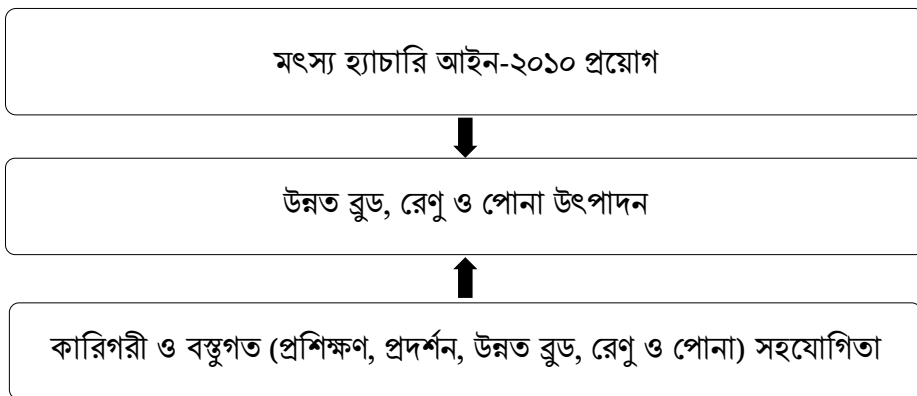 মৎস্য হ্যাচারি আইন-২০১০ প্রয়োগ
উন্নত ব্রুড, রেণু ও পোনা উৎপাদন
কারিগরী ও বস্তুগত (প্রশিক্ষণ, প্রদর্শন, উন্নত ব্রুড, রেণু ও পোনা) সহযোগিতা